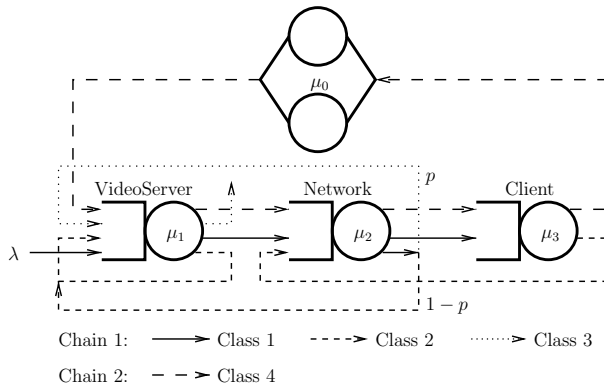 μ₀
VideoServer Network Client
p
μ₁ μ₂ μ₃
λ
1 − p
Chain 1: Class 1 Class 2 Class 3
Chain 2: Class 4